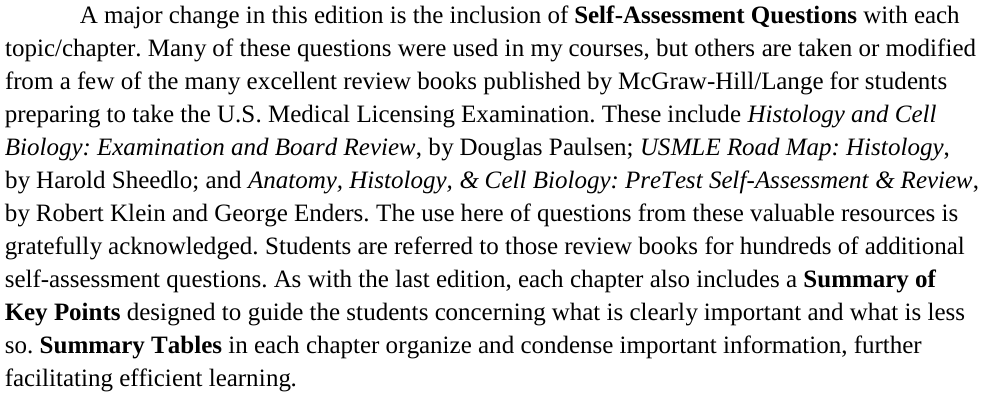 A major change in this edition is the inclusion of Self-Assessment Questions with each
topic/chapter. Many of these questions were used in my courses, but others are taken or modified
from a few of the many excellent review books published by McGraw-Hill/Lange for students
preparing to take the U.S. Medical Licensing Examination. These include Histology and Cell
Biology: Examination and Board Review, by Douglas Paulsen; USMLE Road Map: Histology,
by Harold Sheedlo; and Anatomy, Histology, & Cell Biology: PreTest Self-Assessment & Review,
by Robert Klein and George Enders. The use here of questions from these valuable resources is
gratefully acknowledged. Students are referred to those review books for hundreds of additional
self-assessment questions. As with the last edition, each chapter also includes a Summary of
Key Points designed to guide the students concerning what is clearly important and what is less
so. Summary Tables in each chapter organize and condense important information, further
facilitating efficient learning.